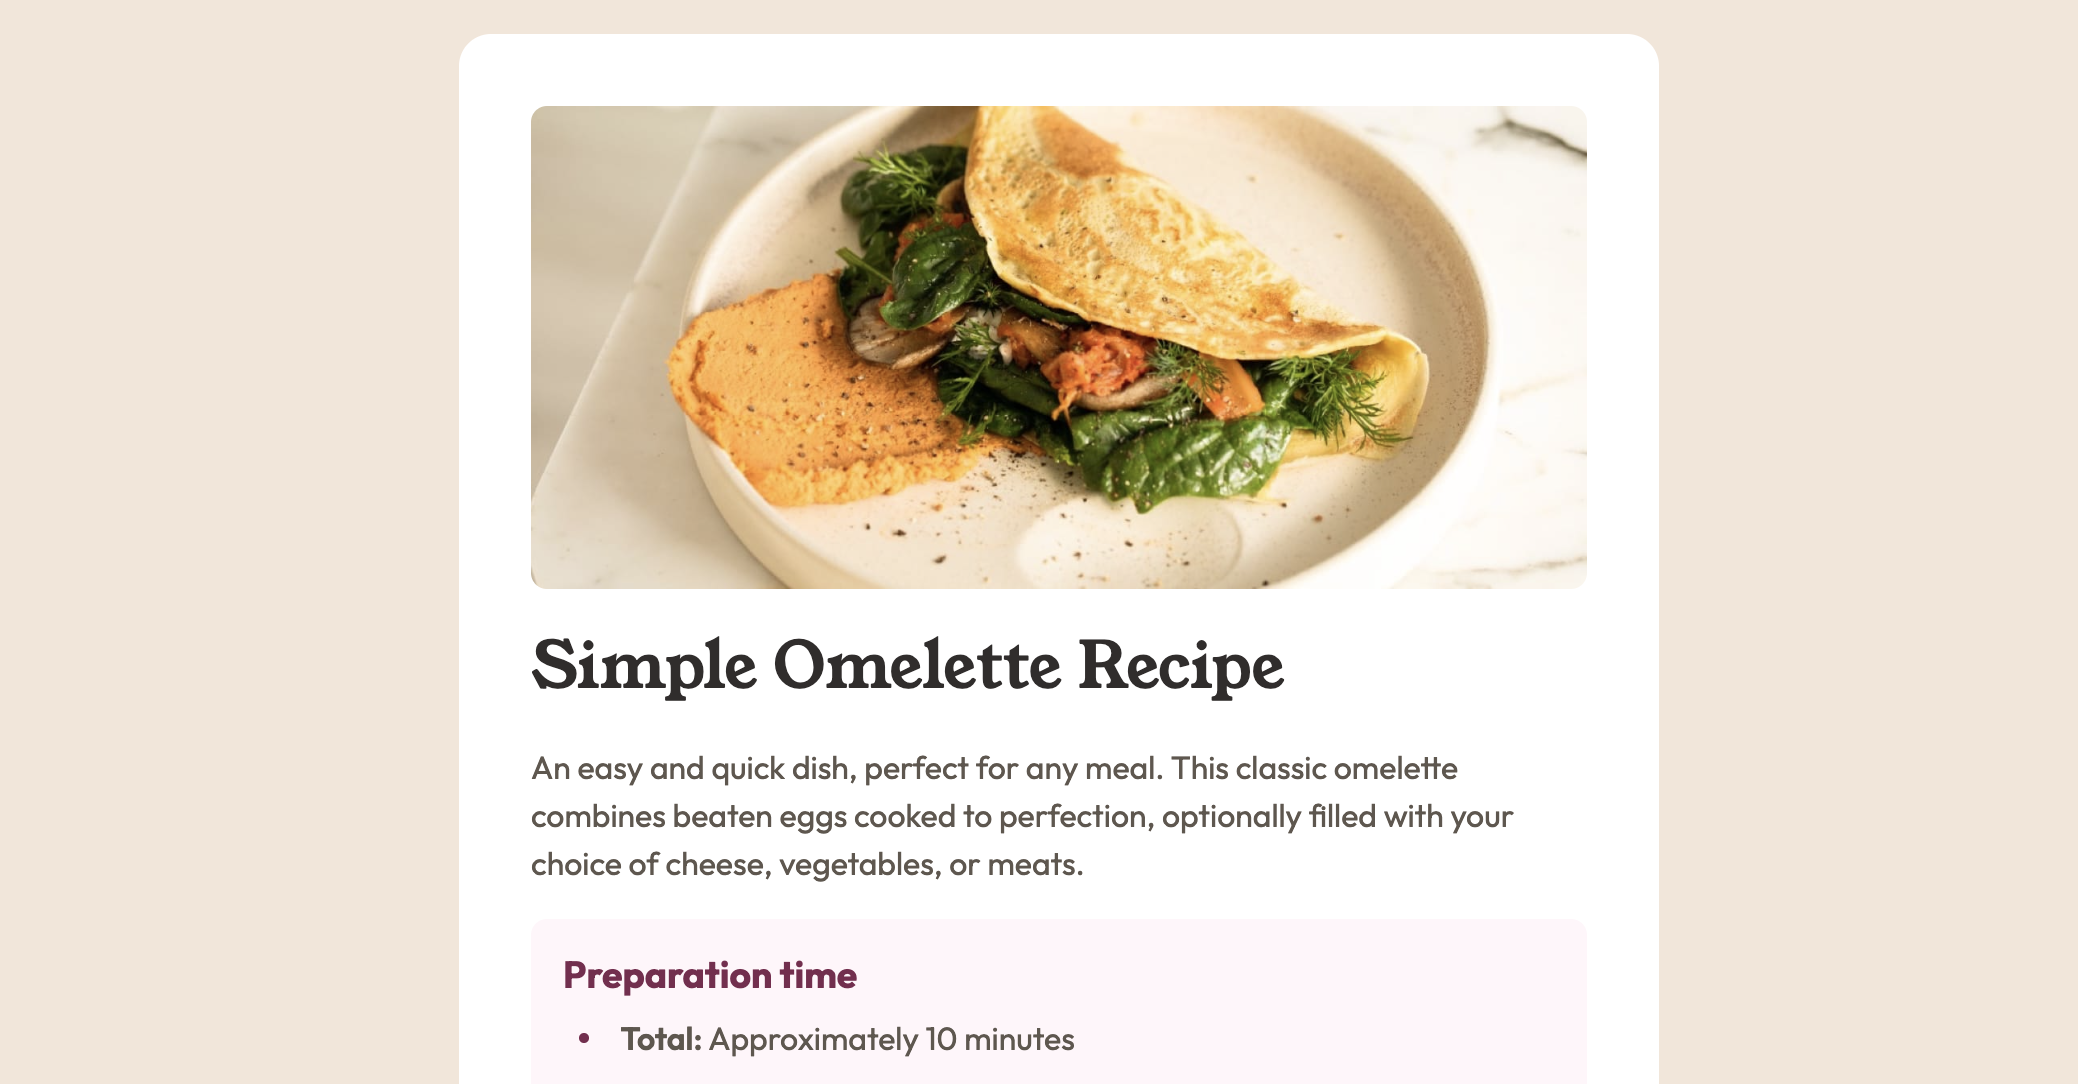 Simple Omelette Recipe
An easy and quick dish, perfect for any meal. This classic omelette
combines beaten eggs cooked to perfection, optionally filled with your
choice of cheese, vegetables, or meats.
Preparation time
• Total: Approximately 10 minutes